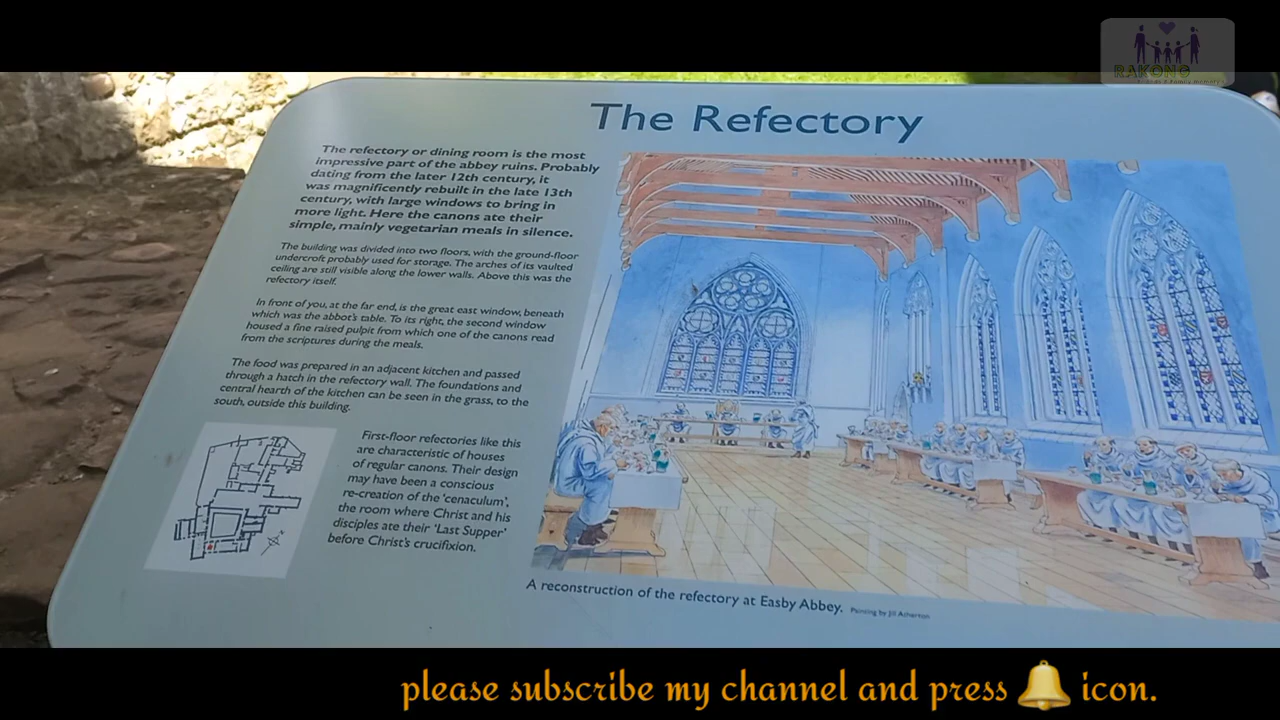 RAKONG
The Refectory
The refectory or dining room is the most
impressive part of the abbey ruins. Probably
dating from the later 12th century, it
was magnificently rebuilt in the late 13th
century, with large windows to bring in
more light. Here the canons ate their
simple, mainly vegetarian meals in silence.
The building was divided into two floors, with the ground-floor
undercroft probably used for storage. The arches of its vaulted
ceiling are still visible along the lower walls. Above this was the
refectory itself.
In front of you, at the far end, is the great east window, beneath
which was the abbot's table. To its right, the second window
housed a fine raised pulpit from which one of the canons read
from the scriptures during the meals.
The food was prepared in an adjacent kitchen and passed
through a hatch in the refectory wall. The foundations and
central hearth of the kitchen can be seen in the grass, to the
south, outside this building.
First-floor refectories like this
are characteristic of houses
of regular canons. Their design
may have been a conscious
re-creation of the 'cenaculum',
the room where Christ and his
disciples ate their 'Last Supper'
before Christ's crucifixion.
A reconstruction of the refectory at Easby Abbey. Painting by Jill Atherton
please subscribe my channel and press 🔔 icon.